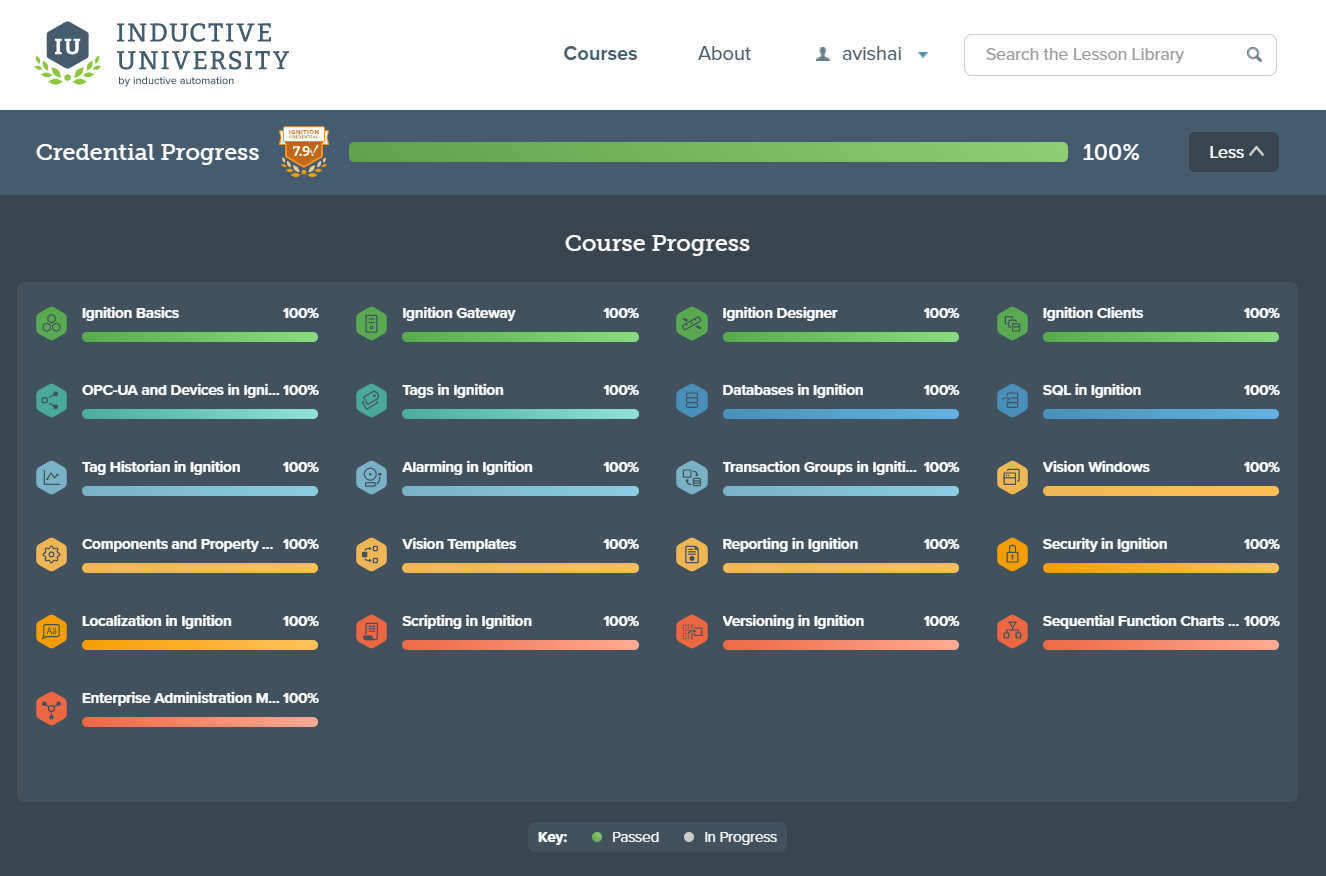 IU
INDUCTIVE
UNIVERSITY
by inductive automation
Courses
About
avishai
Search the Lesson Library
Credential Progress
IGNITION
CREDENTIAL
7.9
100%
Less
Course Progress
Ignition Basics 100%
Ignition Gateway 100%
Ignition Designer 100%
Ignition Clients 100%
OPC-UA and Devices in Igni... 100%
Tags in Ignition 100%
Databases in Ignition 100%
SQL in Ignition 100%
Tag Historian in Ignition 100%
Alarming in Ignition 100%
Transaction Groups in Igniti... 100%
Vision Windows 100%
Components and Property ... 100%
Vision Templates 100%
Reporting in Ignition 100%
Security in Ignition 100%
Aä
Localization in Ignition 100%
Scripting in Ignition 100%
Versioning in Ignition 100%
Sequential Function Charts ... 100%
Enterprise Administration M... 100%
Key: Passed In Progress